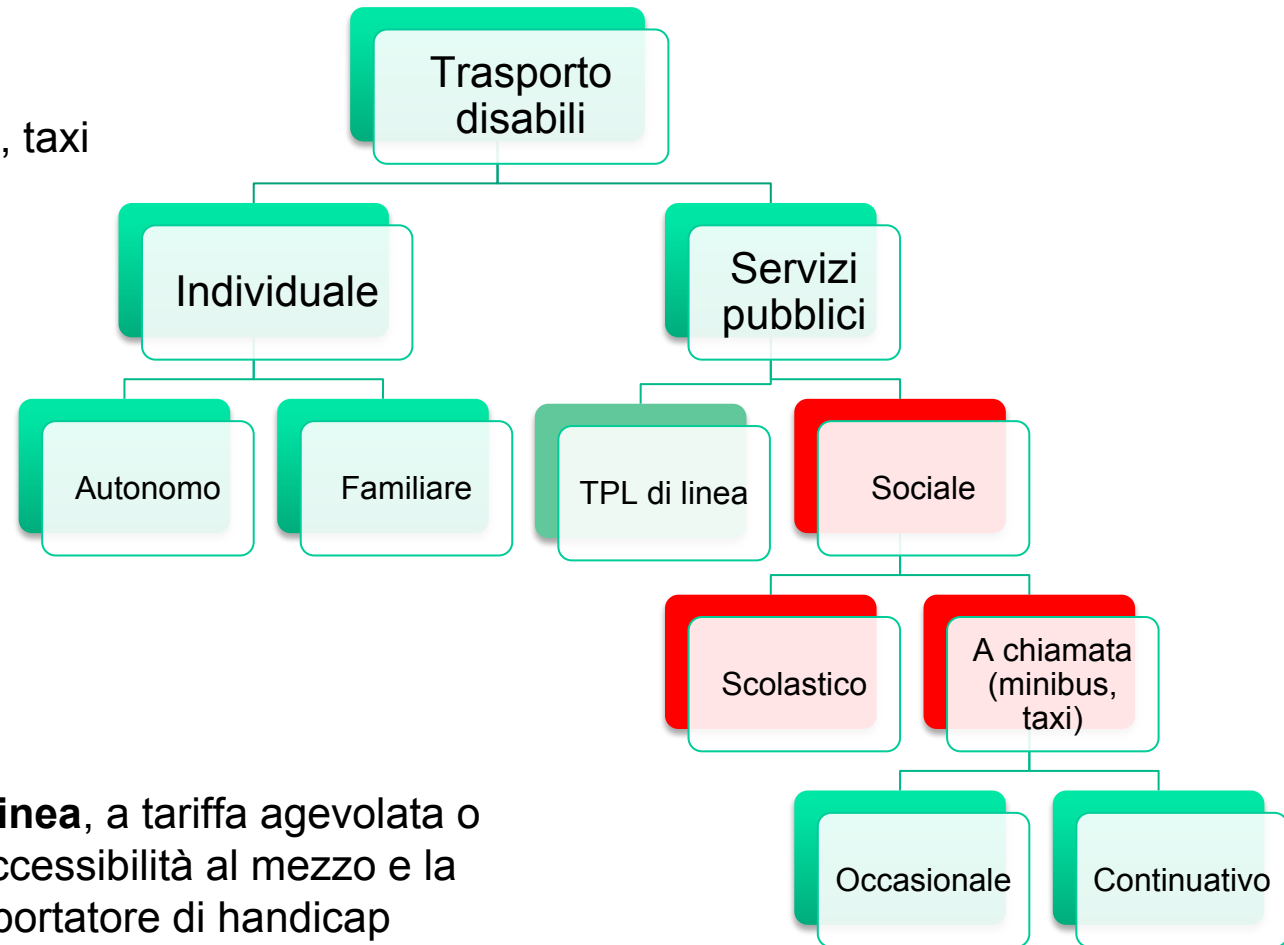 Trasporto
disabili
, taxi
Individuale
Servizi
pubblici
Autonomo
Familiare
TPL di linea
Sociale
Scolastico
A chiamata
(minibus,
taxi)
inea, a tariffa agevolata o
ccessibilità al mezzo e la
portatore di handicap
Occasionale
Continuativo